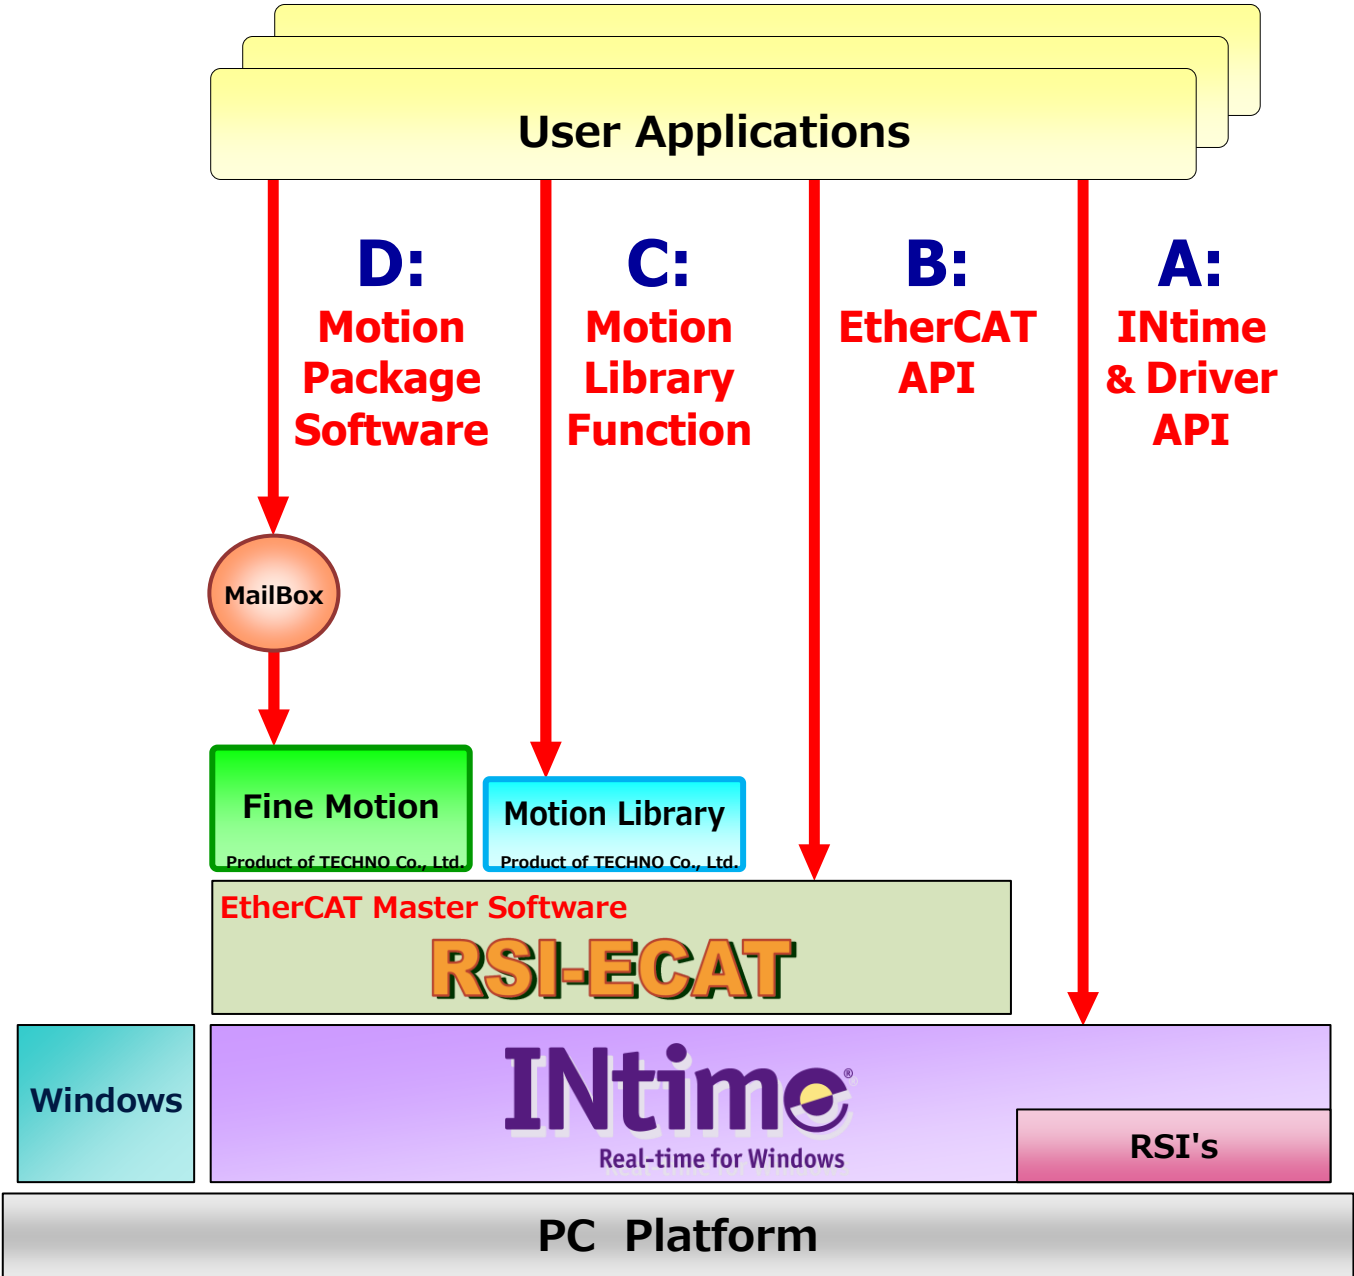 User Applications
D:
Motion
Package
Software
C:
Motion
Library
Function
B:
EtherCAT
API
A:
INtime
& Driver
API
MailBox
Fine Motion
Product of TECHNO Co., Ltd.
Motion Library
Product of TECHNO Co., Ltd.
EtherCAT Master Software
RSI-ECAT
Windows
INtime®
Real-time for Windows
RSI's
PC Platform